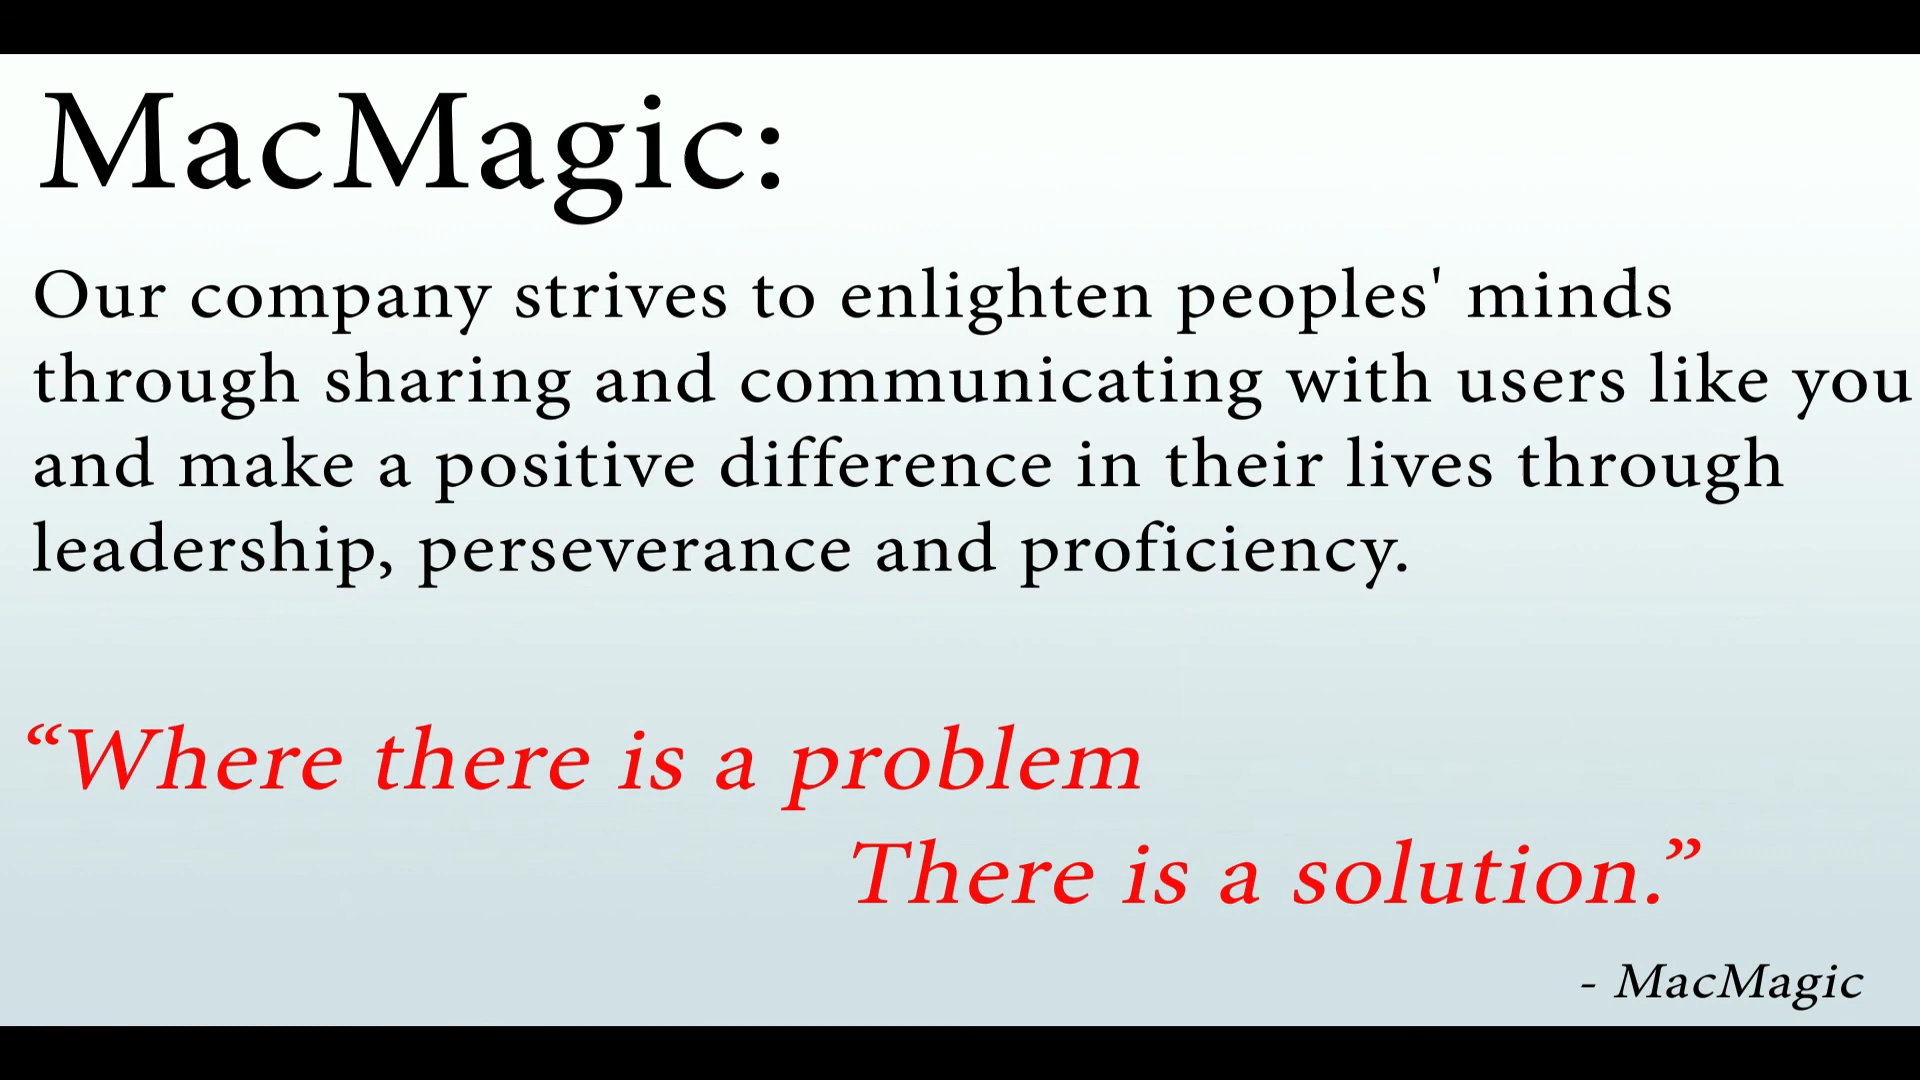 MacMagic:
Our company strives to enlighten peoples' minds
through sharing and communicating with users like you
and make a positive difference in their lives through
leadership, perseverance and proficiency.
“Where there is a problem
There is a solution.”
- MacMagic